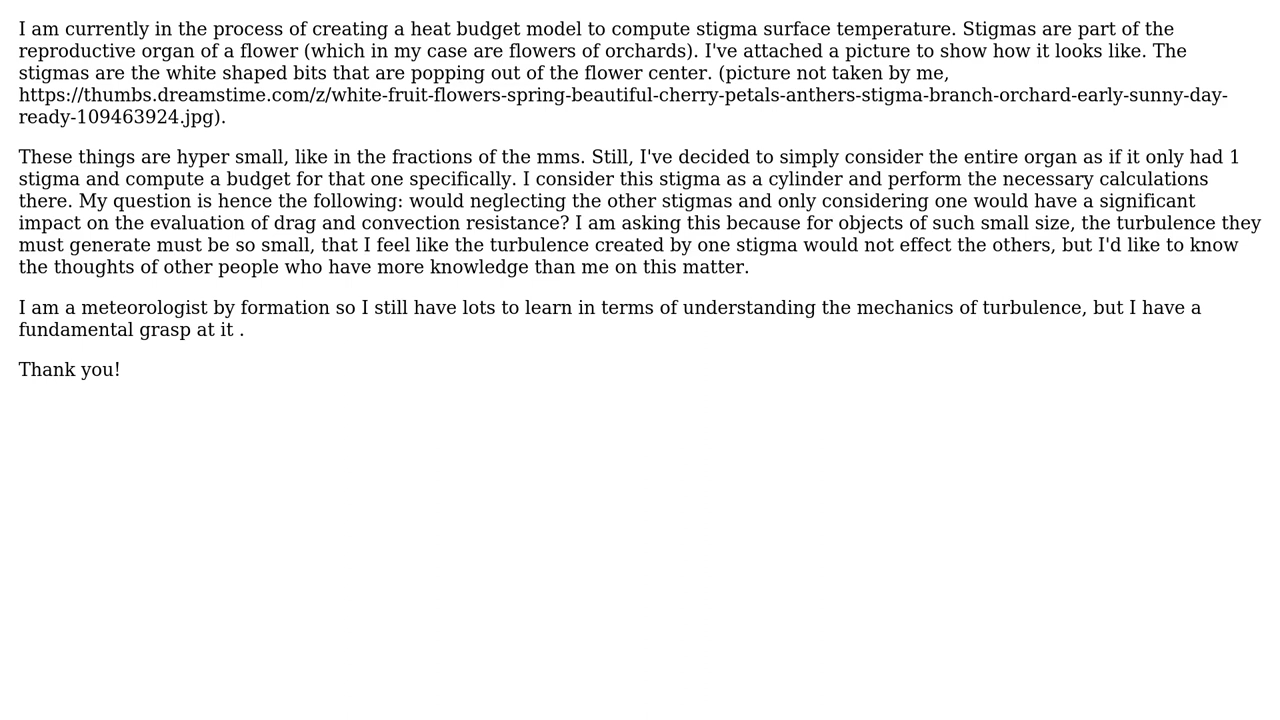 I am currently in the process of creating a heat budget model to compute stigma surface temperature. Stigmas are part of the
reproductive organ of a flower (which in my case are flowers of orchards). I've attached a picture to show how it looks like. The
stigmas are the white shaped bits that are popping out of the flower center. (picture not taken by me,
https://thumbs.dreamstime.com/z/white-fruit-flowers-spring-beautiful-cherry-petals-anthers-stigma-branch-orchard-early-sunny-day-
ready-109463924.jpg).
These things are hyper small, like in the fractions of the mms. Still, I've decided to simply consider the entire organ as if it only had 1
stigma and compute a budget for that one specifically. I consider this stigma as a cylinder and perform the necessary calculations
there. My question is hence the following: would neglecting the other stigmas and only considering one would have a significant
impact on the evaluation of drag and convection resistance? I am asking this because for objects of such small size, the turbulence they
must generate must be so small, that I feel like the turbulence created by one stigma would not effect the others, but I'd like to know
the thoughts of other people who have more knowledge than me on this matter.
I am a meteorologist by formation so I still have lots to learn in terms of understanding the mechanics of turbulence, but I have a
fundamental grasp at it .
Thank you!